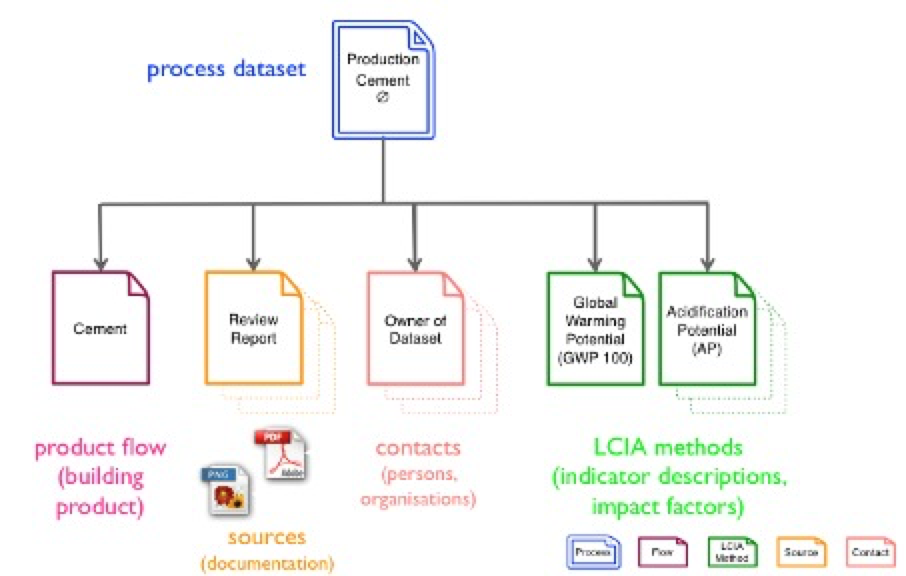 process dataset
Production
Cement
∅
Cement
Review
Report
Owner of
Dataset
Global
Warming
Potential
(GWP 100)
Acidification
Potential
(AP)
product flow
(building
product)
PNG
PDF
Adobe
sources
(documentation)
contacts
(persons,
organisations)
LCIA methods
(indicator descriptions,
impact factors)
Process
Flow
LCIA
Method
Source
Contact